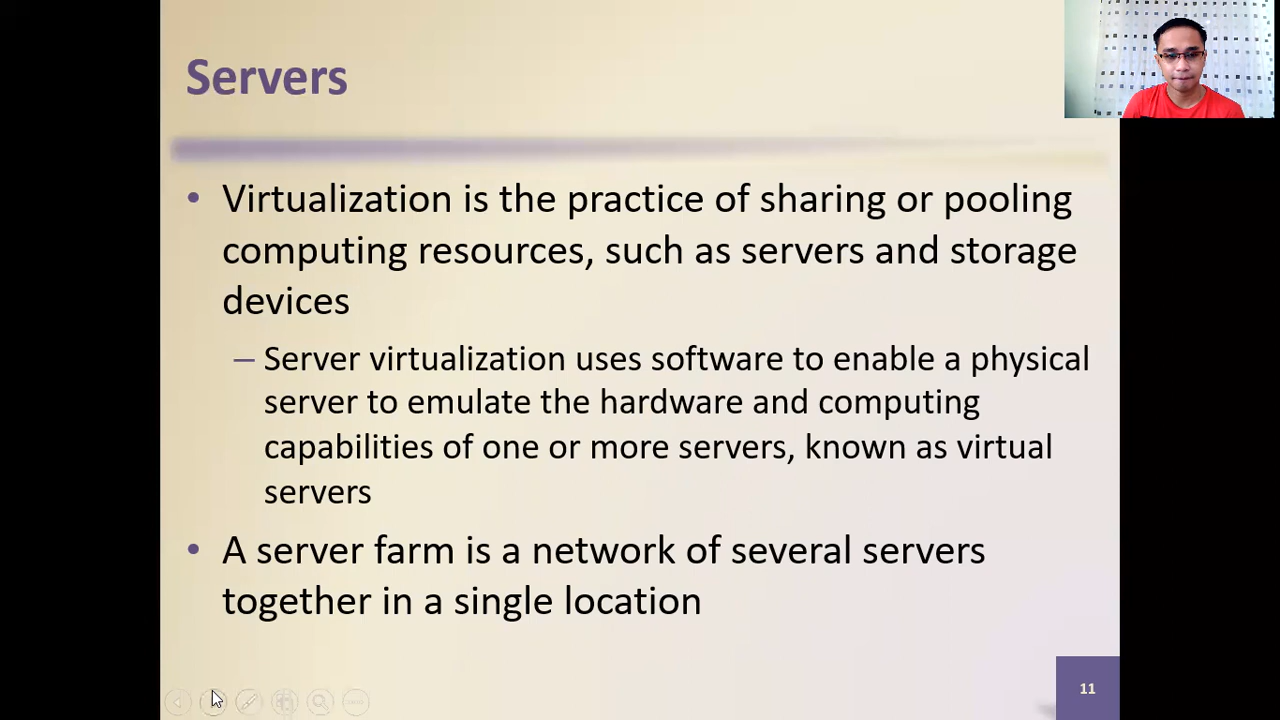 Servers
• Virtualization is the practice of sharing or pooling
computing resources, such as servers and storage
devices
– Server virtualization uses software to enable a physical
server to emulate the hardware and computing
capabilities of one or more servers, known as virtual
servers
• A server farm is a network of several servers
together in a single location
11